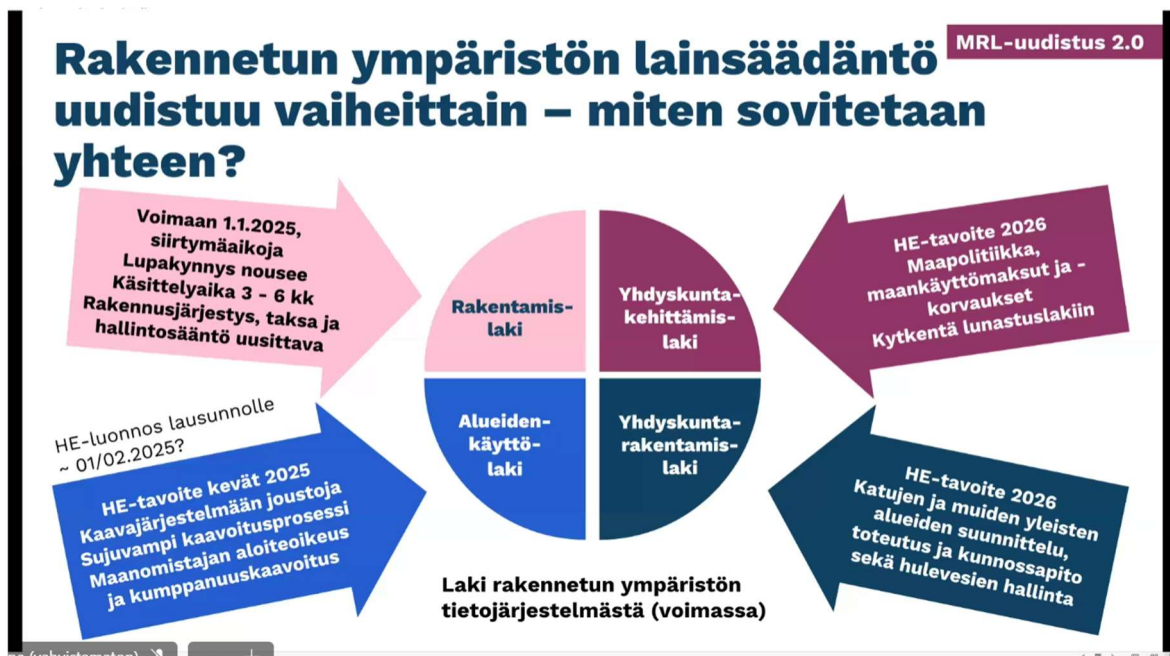 MRL-uudistus 2.0
Rakennetun ympäristön lainsäädäntö
uudistuu vaiheittain – miten sovitetaan
yhteen?
Voimaan 1.1.2025,
siirtymäaikoja
Lupakynnys nousee
Käsittelyaika 3 - 6 kk
Rakennusjärjestys, taksa ja
hallintosääntö uusittava
Rakentamis-
laki
Yhdyskunta-
kehittämis-
laki
HE-tavoite 2026
Maapolitiikka,
maankäyttömaksut ja -
korvaukset
Kytkentä lunastuslakiin
HE-luonnos lausunnolle
~ 01/02.2025?
HE-tavoite kevät 2025
Kaavajärjestelmään joustoja
Sujuvampi kaavoitusprosessi
Maanomistajan aloiteoikeus
ja kumppanuuskaavoitus
Alueiden-
käyttö-
laki
Yhdyskunta-
rakentamis-
laki
HE-tavoite 2026
Katujen ja muiden yleisten
alueiden suunnittelu,
toteutus ja kunnossapito
sekä hulevesien hallinta
Laki rakennetun ympäristön
tietojärjestelmästä (voimassa)